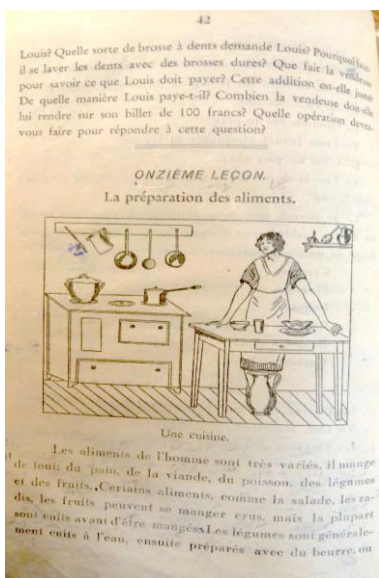 42
Louis? Quelle sorte de brosse à dents demande Louis? Pourquoi faut-
il se laver les dents avec des brosses dures? Que fait la vendeuse
pour savoir ce que Louis doit payer? Cette addition est-elle juste?
De quelle manière Louis paye-t-il? Combien la vendeuse doit-elle
lui rendre sur son billet de 100 francs? Quelle opération devez-
vous faire pour répondre à cette question?
ONZIÈME LEÇON.
La préparation des aliments.
Une cuisine.
Les aliments de l'homme sont très variés, il mange
de tout: du pain, de la viande, du poisson, des légumes
et des fruits. Certains aliments, comme la salade, les ra-
dis, les fruits peuvent se manger crus, mais la plupart
sont cuits avant d'être mangés. Les légumes sont générale-
ment cuits à l'eau, ensuite préparés avec du beurre, ou